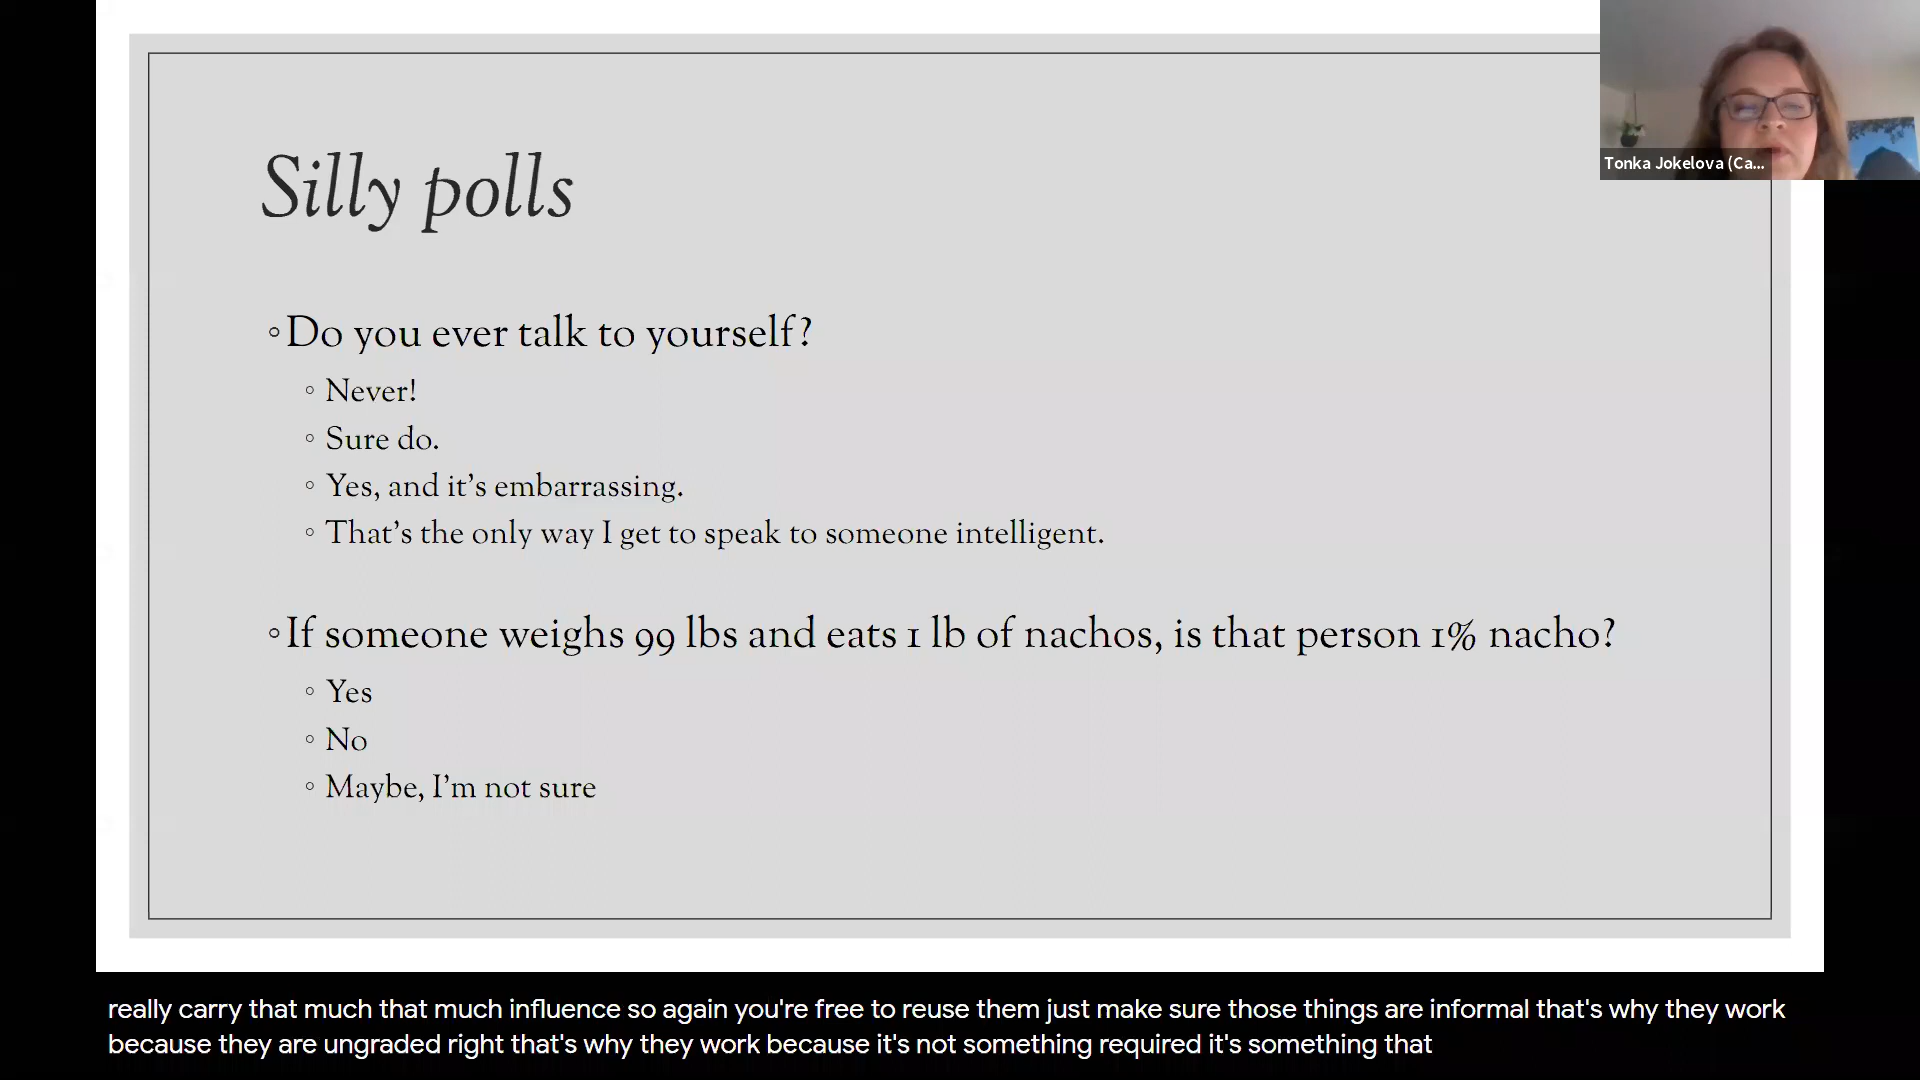 Silly polls
Tonka Jokelova (Ca...
◦Do you ever talk to yourself?
◦ Never!
◦ Sure do.
◦ Yes, and it’s embarrassing.
◦ That’s the only way I get to speak to someone intelligent.
◦If someone weighs 99 lbs and eats 1 lb of nachos, is that person 1% nacho?
◦ Yes
◦ No
◦ Maybe, I’m not sure
really carry that much that much influence so again you're free to reuse them just make sure those things are informal that's why they work
because they are ungraded right that's why they work because it's not something required it's something that